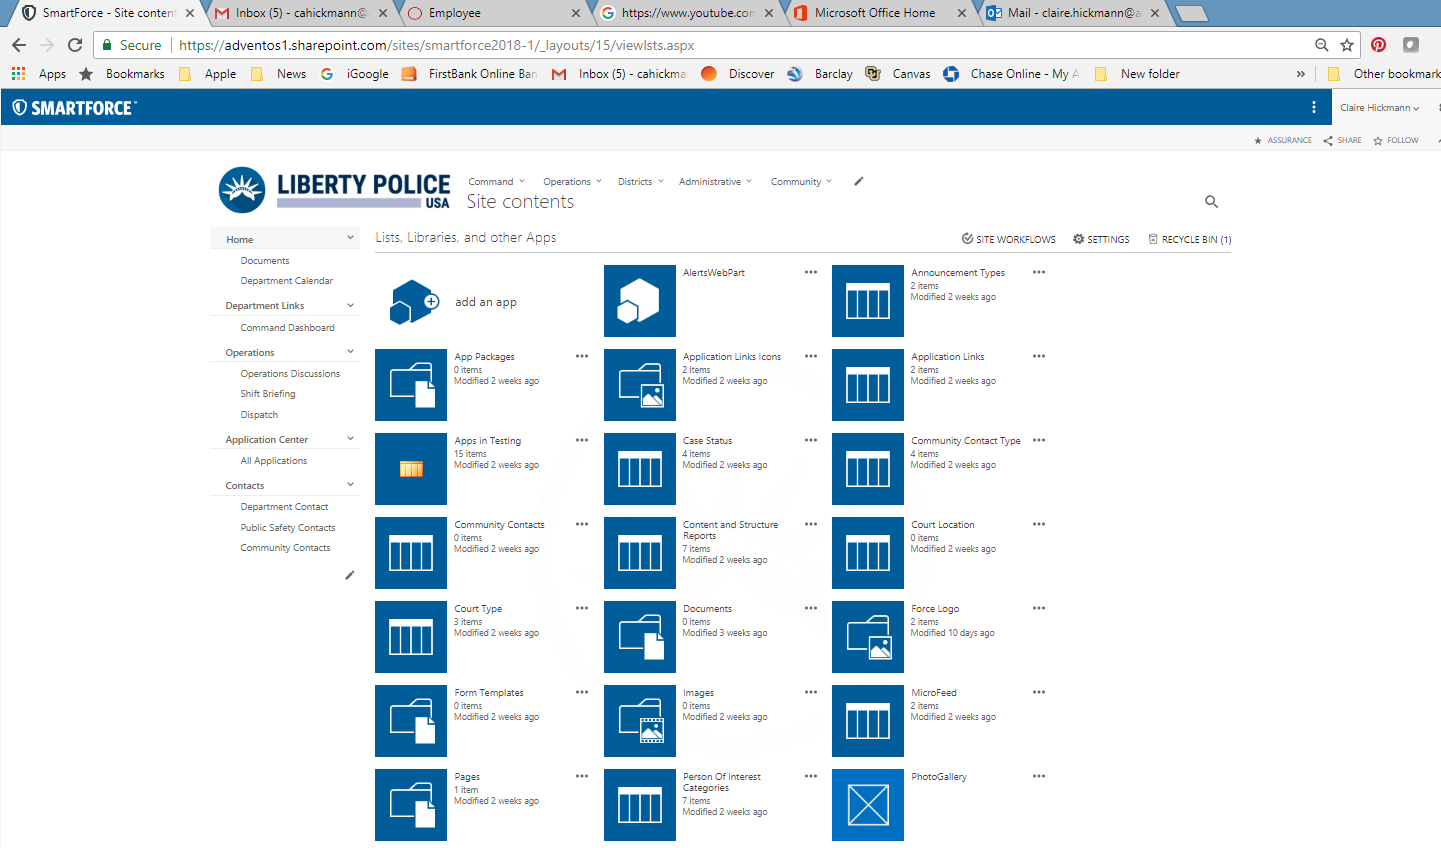 SmartForce - Site content
Inbox (5) - cahickmann@
Employee
https://www.youtube.com
Microsoft Office Home
Mail - claire.hickmann@a
Secure
https://adventos1.sharepoint.com/sites/smartforce2018-1/_layouts/15/viewlsts.aspx
Apps
Bookmarks
Apple
News
iGoogle
FirstBank Online Ban
Inbox (5) - cahickma
Discover
Barclay
Canvas
Chase Online - My A
New folder
»
Other bookmark
SMARTFORCE
Claire Hickmann
ASSURANCE
SHARE
FOLLOW
LIBERTY POLICE
USA
Command
Operations
Districts
Administrative
Community
Site contents
Home
Documents
Department Calendar
Department Links
Command Dashboard
Operations
Operations Discussions
Shift Briefing
Dispatch
Application Center
All Applications
Contacts
Department Contact
Public Safety Contacts
Community Contacts
Lists, Libraries, and other Apps
SITE WORKFLOWS
SETTINGS
RECYCLE BIN (1)
add an app
AlertsWebPart
Announcement Types
2 items
Modified 2 weeks ago
App Packages
0 items
Modified 2 weeks ago
Application Links Icons
2 items
Modified 2 weeks ago
Application Links
2 items
Modified 2 weeks ago
Apps in Testing
15 items
Modified 2 weeks ago
Case Status
4 items
Modified 2 weeks ago
Community Contact Type
4 items
Modified 2 weeks ago
Community Contacts
0 items
Modified 2 weeks ago
Content and Structure
Reports
7 items
Modified 2 weeks ago
Court Location
0 items
Modified 2 weeks ago
Court Type
3 items
Modified 2 weeks ago
Documents
0 items
Modified 3 weeks ago
Force Logo
2 items
Modified 10 days ago
Form Templates
0 items
Modified 2 weeks ago
Images
0 items
Modified 2 weeks ago
MicroFeed
2 items
Modified 2 weeks ago
Pages
1 item
Modified 2 weeks ago
Person Of Interest
Categories
7 items
Modified 2 weeks ago
PhotoGallery